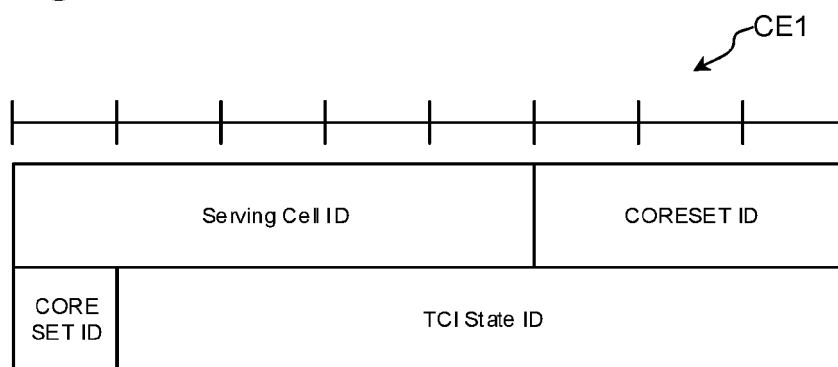 CE1
Serving Cell ID
CORESET ID
CORE
SET ID
TCI State ID